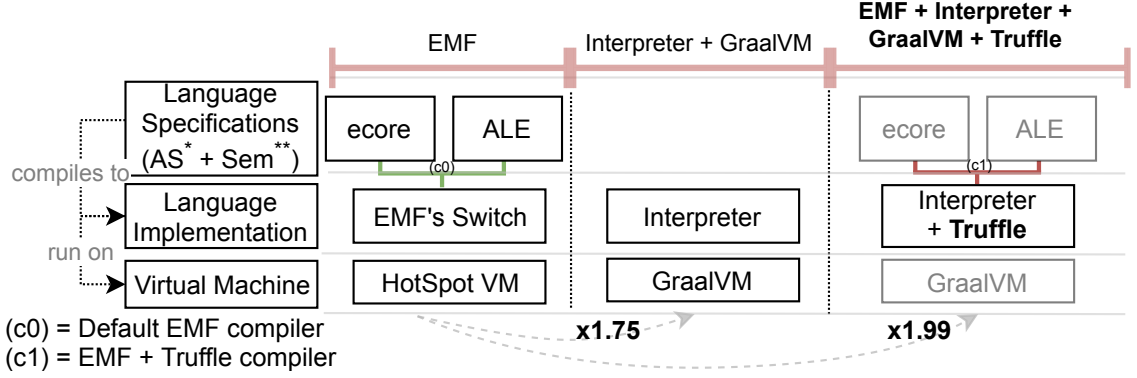 EMF + Interpreter +
GraalVM + Truffle
EMF
Interpreter + GraalVM
Language
Specifications
(AS* + Sem**)
ecore
ALE
(c0)
ecore
ALE
(c1)
compiles to
Language
Implementation
EMF's Switch
Interpreter
Interpreter
+ Truffle
run on
Virtual Machine
HotSpot VM
GraalVM
GraalVM
(c0) = Default EMF compiler
x1.75
x1.99
(c1) = EMF + Truffle compiler